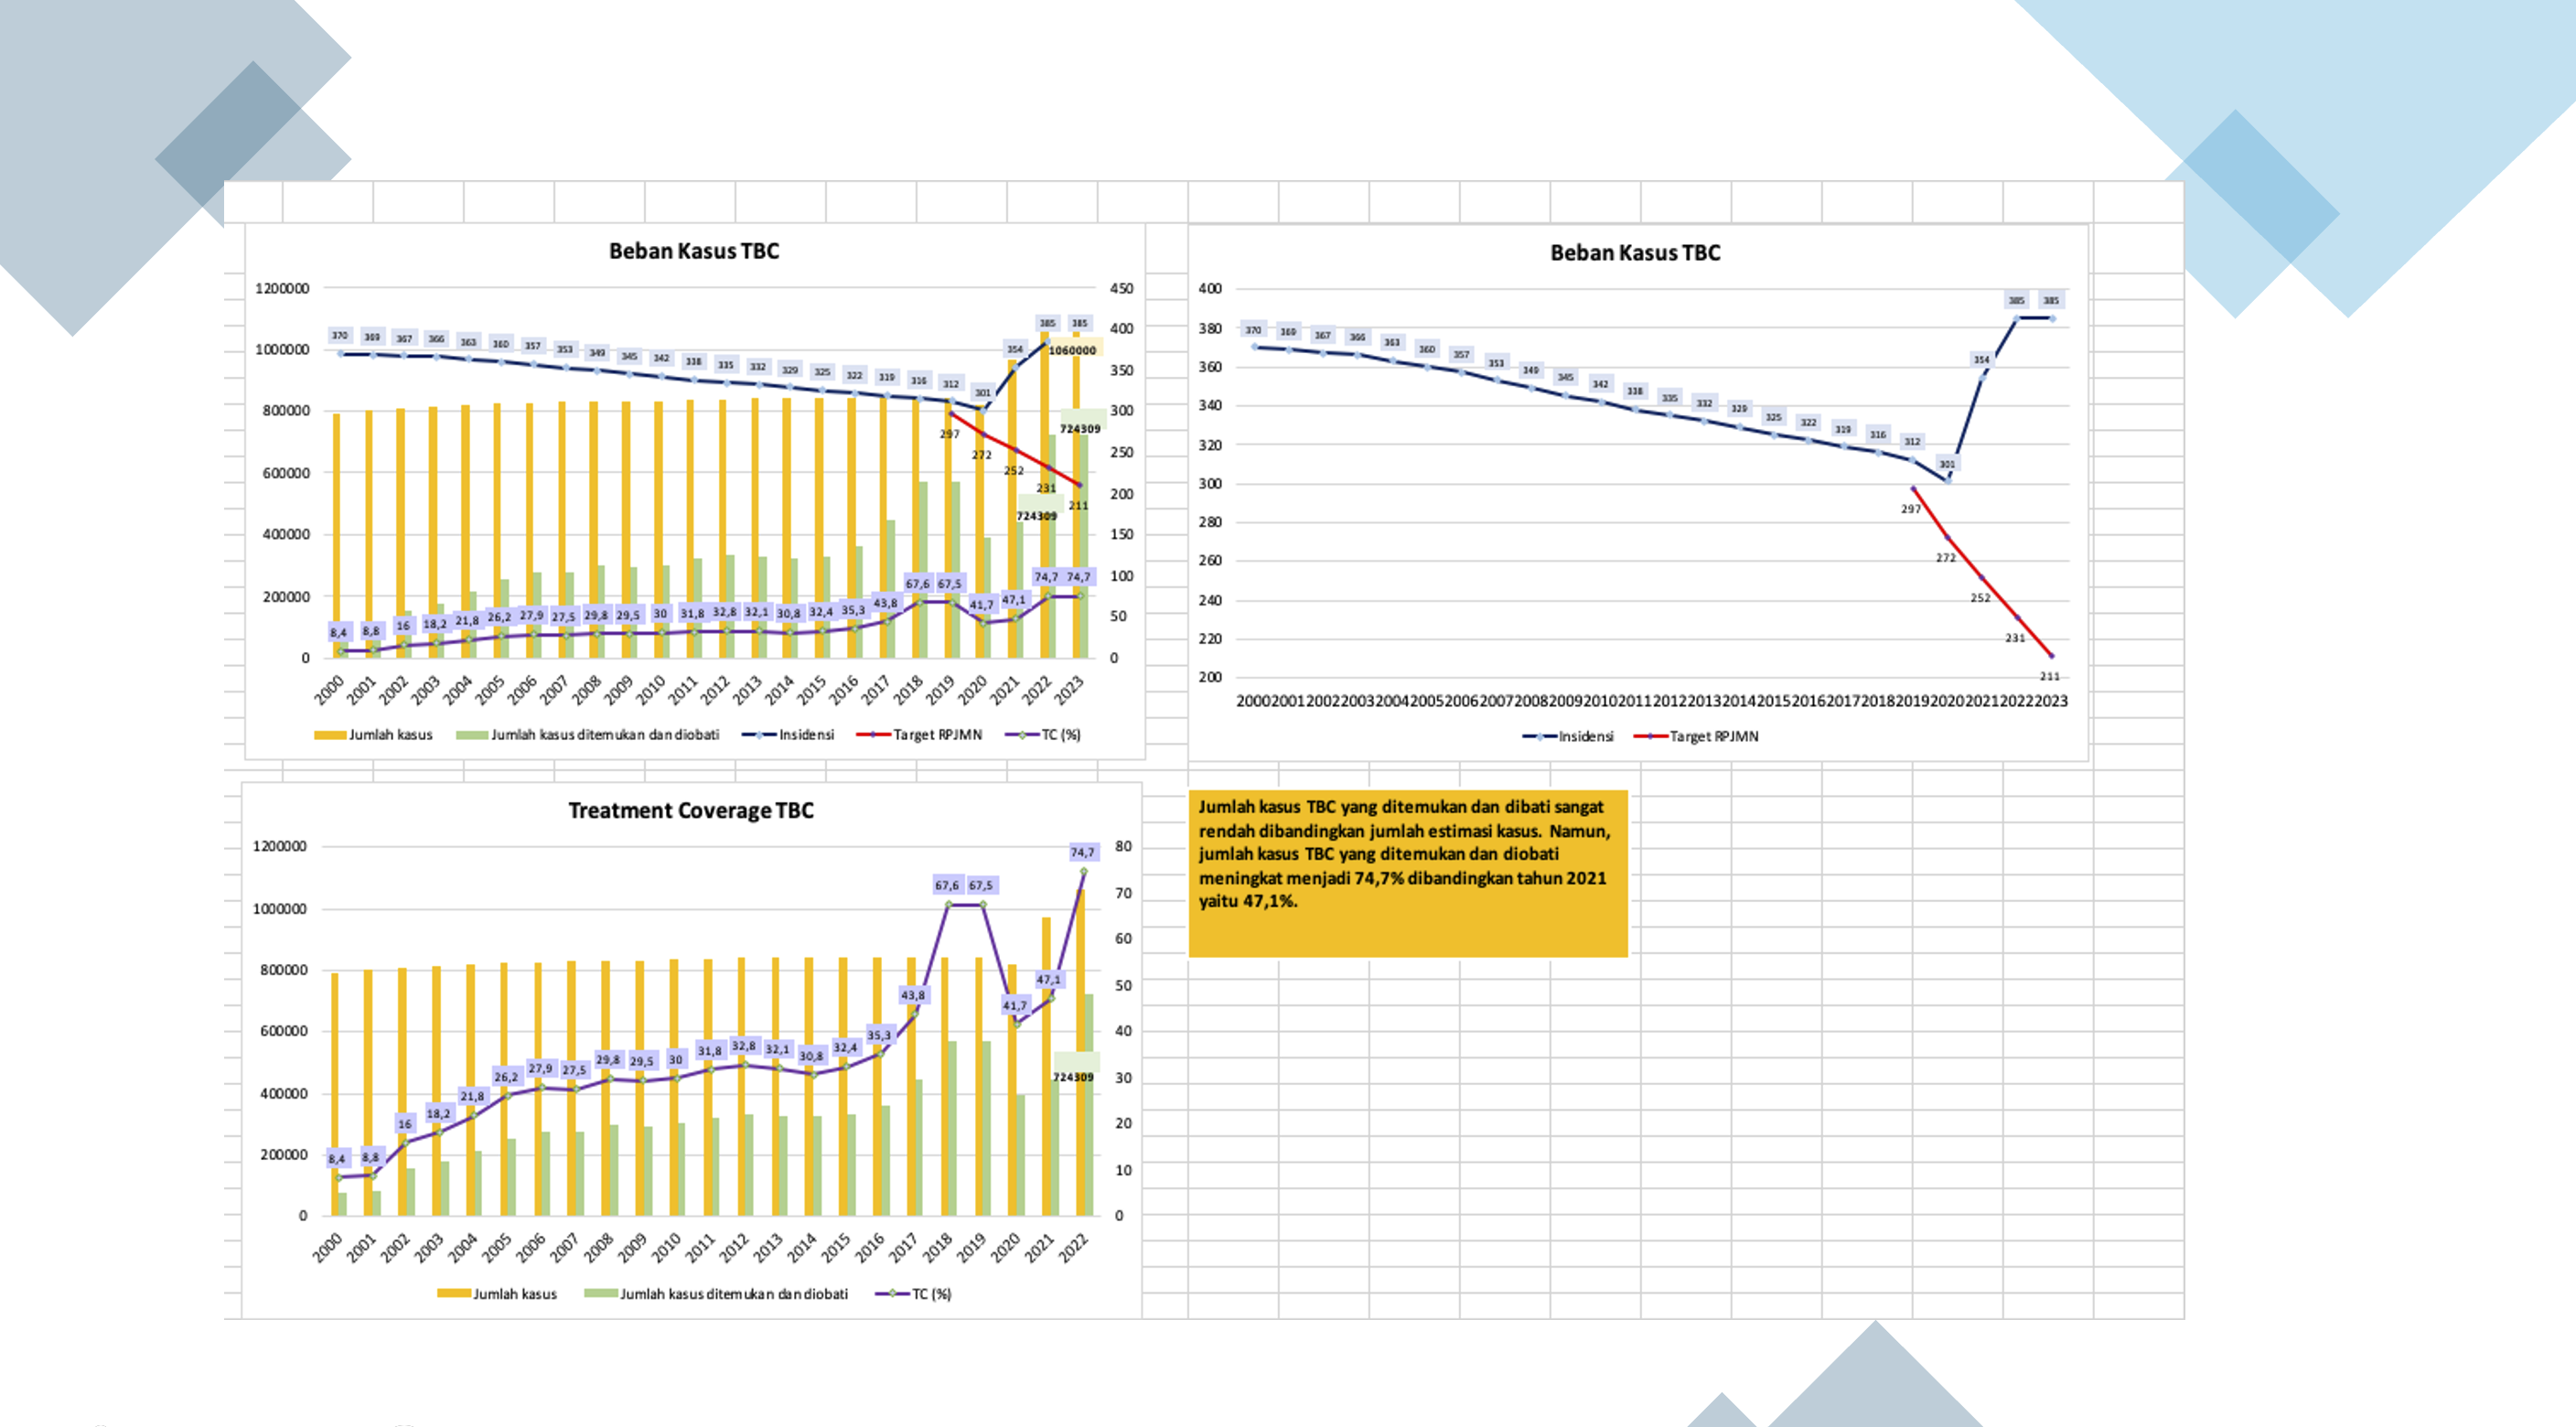 Beban Kasus TBC
1200000
1000000
800000
600000
400000
200000
0
450
400
350
300
250
200
150
100
50
0
370 369 367 366 363 360 357 353 349 345 342 338 335 332 329 325 322 319 316 312 301 354 385 385
1060000
724309
724309
297 272 252 231 211
8,4 8,8 16 18,2 21,8 26,2 27,9 27,5 29,8 29,5 30 31,8 32,8 32,1 30,8 32,4 35,3 43,8 67,6 67,5 41,7 47,1 74,7 74,7
2000 2001 2002 2003 2004 2005 2006 2007 2008 2009 2010 2011 2012 2013 2014 2015 2016 2017 2018 2019 2020 2021 2022 2023
Jumlah kasus Jumlah kasus ditemukan dan diobati Insidensi Target RPJMN TC (%)
Beban Kasus TBC
400
380
360
340
320
300
280
260
240
220
200
370 369 367 366 363 360 357 353 349 345 342 338 335 332 329 325 322 319 316 312 301 354 385 385
297 272 252 231 211
2000 2001 2002 2003 2004 2005 2006 2007 2008 2009 2010 2011 2012 2013 2014 2015 2016 2017 2018 2019 2020 2021 2022 2023
Insidensi Target RPJMN
Treatment Coverage TBC
1200000
1000000
800000
600000
400000
200000
0
80
70
60
50
40
30
20
10
0
8,4 8,8 16 18,2 21,8 26,2 27,9 27,5 29,8 29,5 30 31,8 32,8 32,1 30,8 32,4 35,3 43,8 67,6 67,5 41,7 47,1 74,7
724309
2000 2001 2002 2003 2004 2005 2006 2007 2008 2009 2010 2011 2012 2013 2014 2015 2016 2017 2018 2019 2020 2021 2022
Jumlah kasus Jumlah kasus ditemukan dan diobati TC (%)
Jumlah kasus TBC yang ditemukan dan dibati sangat
rendah dibandingkan jumlah estimasi kasus. Namun,
jumlah kasus TBC yang ditemukan dan diobati
meningkat menjadi 74,7% dibandingkan tahun 2021
yaitu 47,1%.